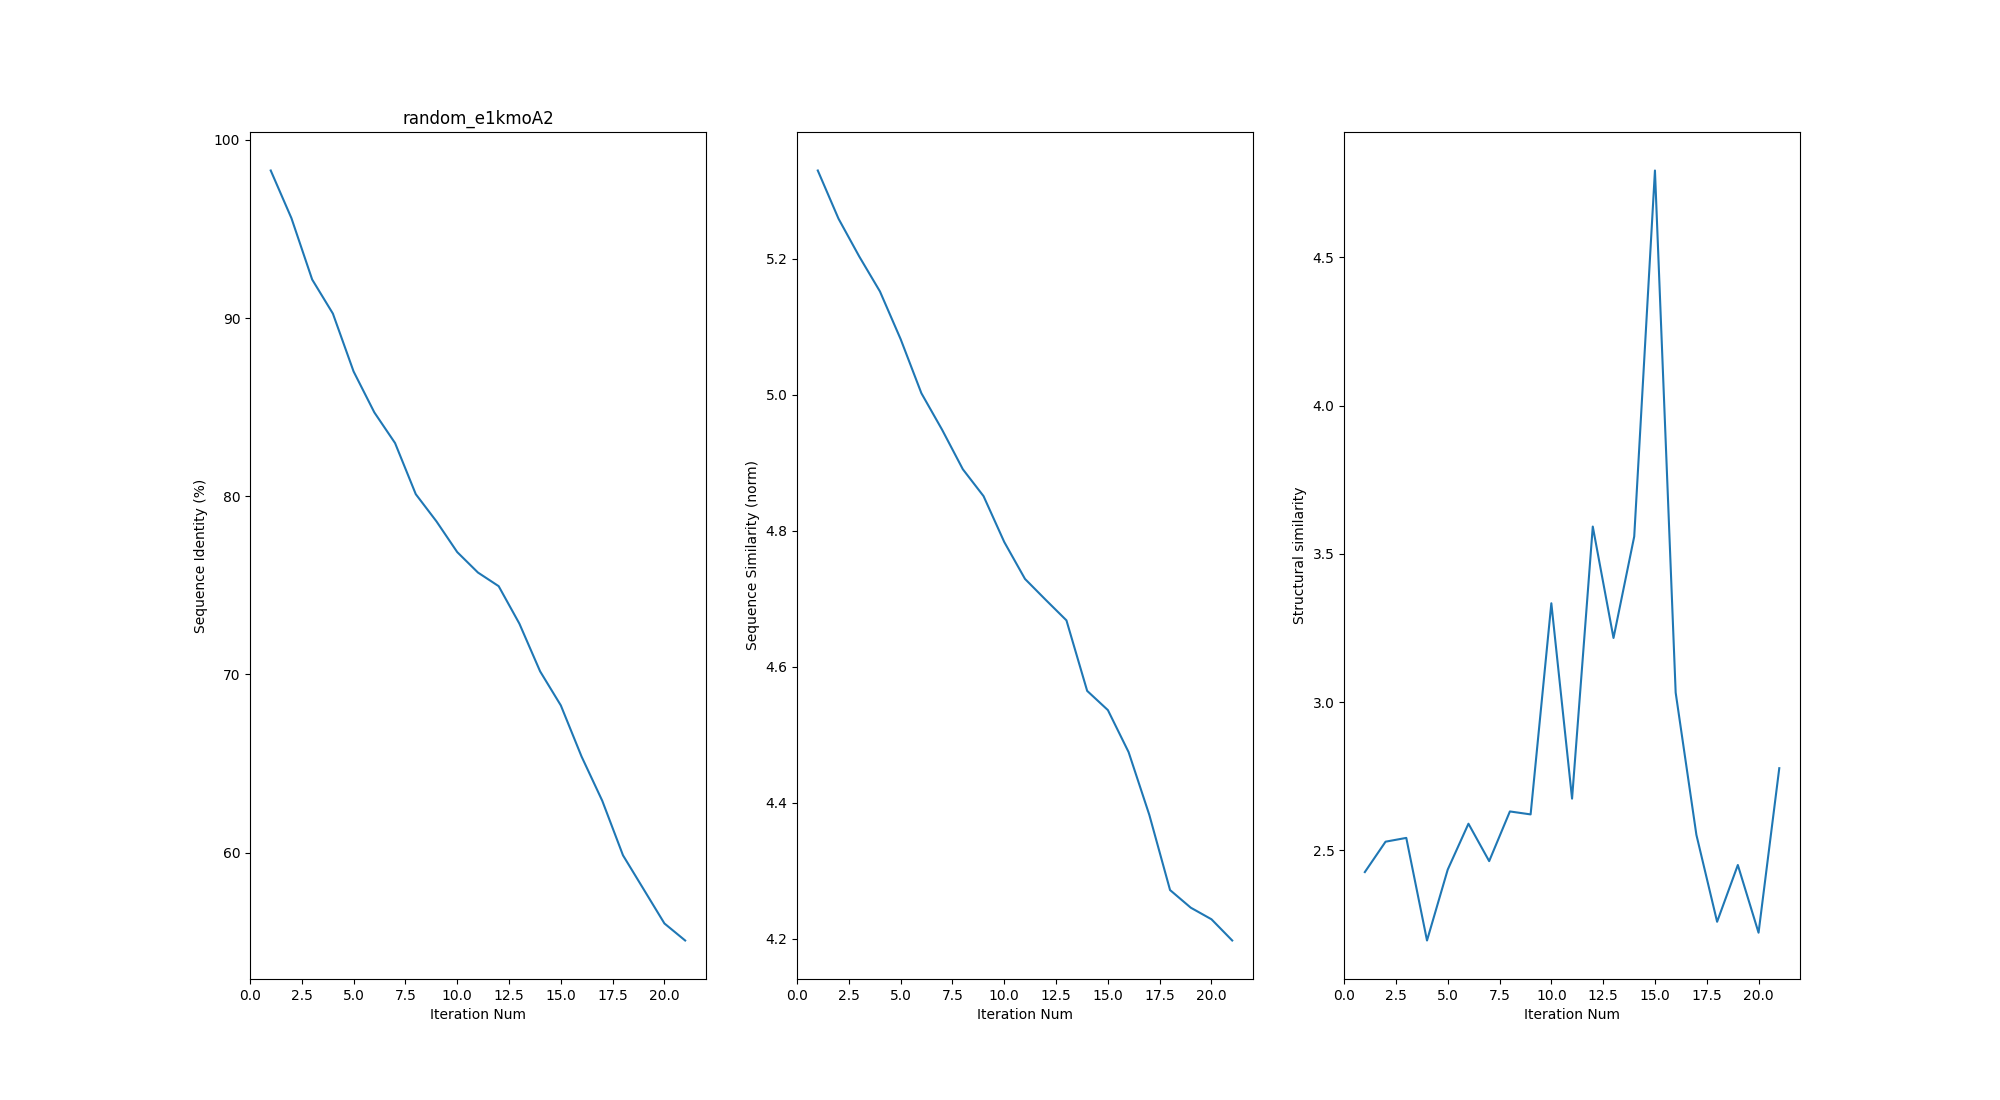 random_e1kmoA2
Sequence Identity (%)
100
90
80
70
60
0.0 2.5 5.0 7.5 10.0 12.5 15.0 17.5 20.0
Iteration Num
Sequence Similarity (norm)
5.2
5.0
4.8
4.6
4.4
4.2
0.0 2.5 5.0 7.5 10.0 12.5 15.0 17.5 20.0
Iteration Num
Structural similarity
4.5
4.0
3.5
3.0
2.5
0.0 2.5 5.0 7.5 10.0 12.5 15.0 17.5 20.0
Iteration Num